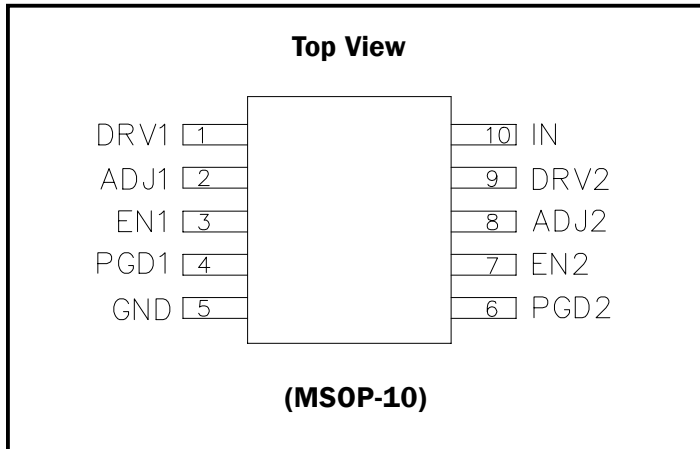 Top View
DRV1 1 10 IN
ADJ1 2 9 DRV2
EN1 3 8 ADJ2
PGD1 4 7 EN2
GND 5 6 PGD2
(MSOP-10)